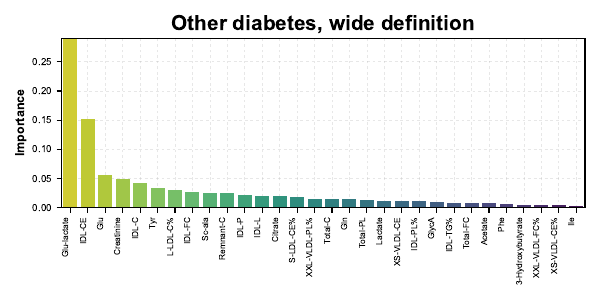 Other diabetes, wide definition
Importance
0.25
0.20
0.15
0.10
0.05
0.00
Glu-lactate
IDL-CE
Glu
Creatinine
IDL-C
Tyr
L-LDL-C%
IDL-FC
Sc-ala
Remnant-C
IDL-P
IDL-L
Citrate
S-LDL-CE%
XXL-VLDL-PL%
Total-C
Gln
Total-PL
Lactate
XS-VLDL-CE
IDL-PL%
GlycA
IDL-TG%
Total-FC
Acetate
Phe
3-Hydroxybutyrate
XXL-VLDL-FC%
XS-VLDL-CE%
Ile